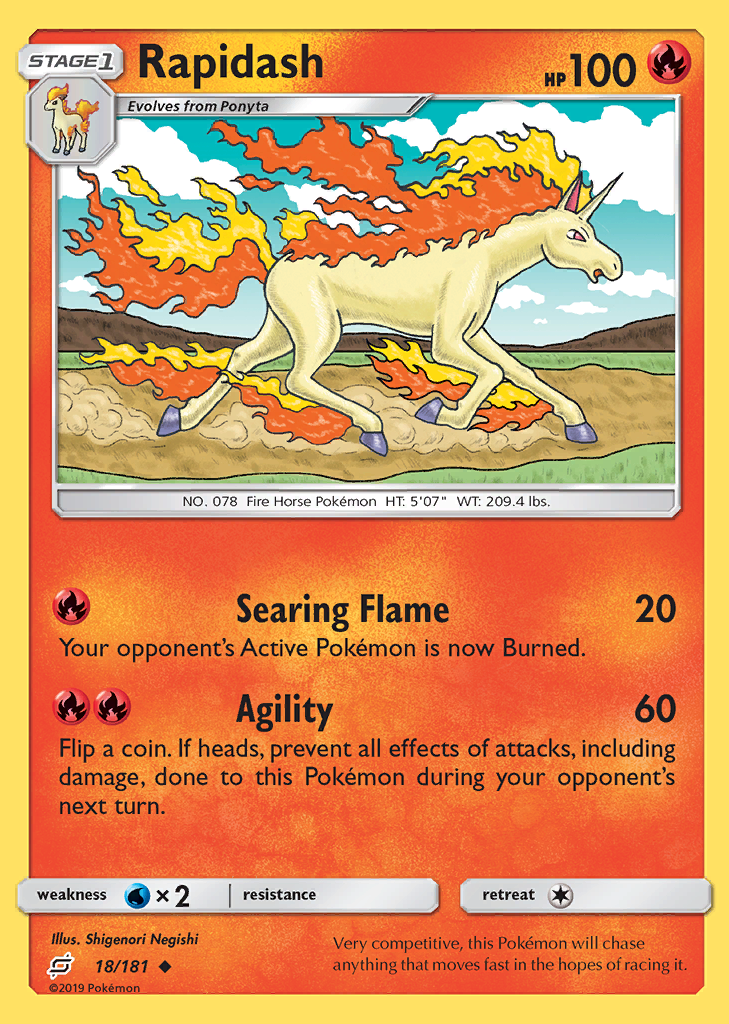 STAGE1
Rapidash
HP100
Evolves from Ponyta
NO. 078 Fire Horse Pokémon HT: 5'07" WT: 209.4 lbs.
Searing Flame 20
Your opponent's Active Pokémon is now Burned.
Agility 60
Flip a coin. If heads, prevent all effects of attacks, including
damage, done to this Pokémon during your opponent's
next turn.
weakness × 2 resistance retreat
Illus. Shigenori Negishi
18/181
©2019 Pokémon
Very competitive, this Pokémon will chase
anything that moves fast in the hopes of racing it.